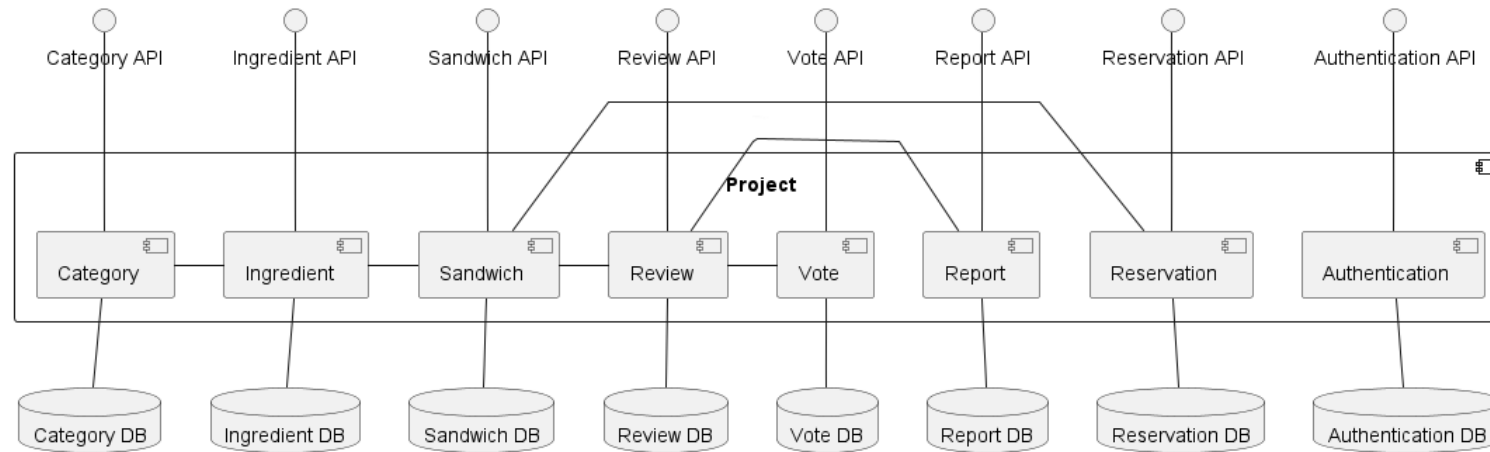 Category API
Ingredient API
Sandwich API
Review API
Vote API
Report API
Reservation API
Authentication API
Project
Category
Ingredient
Sandwich
Review
Vote
Report
Reservation
Authentication
Category DB
Ingredient DB
Sandwich DB
Review DB
Vote DB
Report DB
Reservation DB
Authentication DB